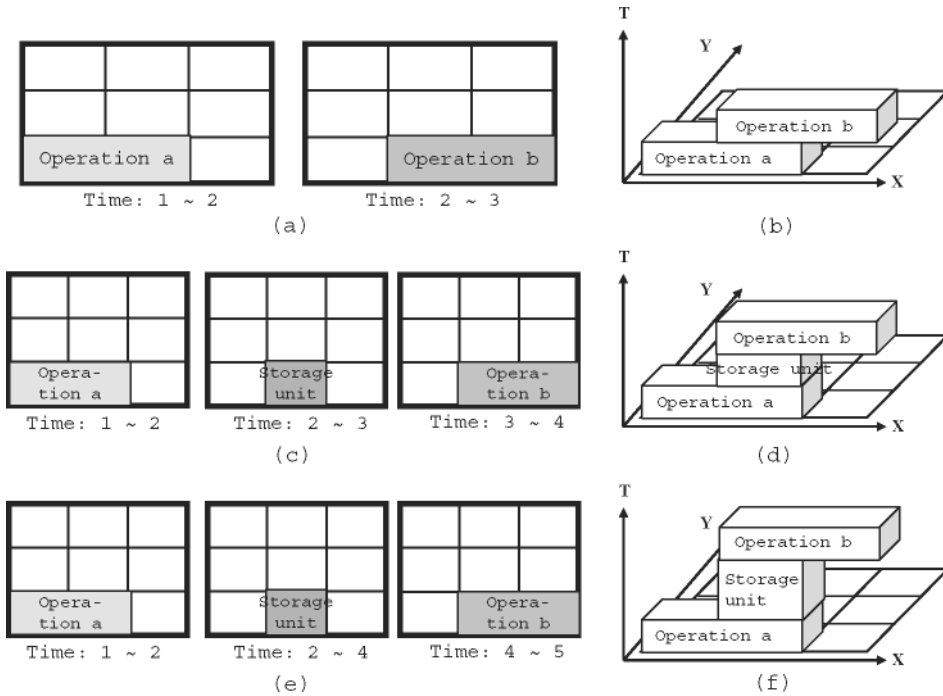 Operation a
Operation b
Time: 1 ~ 2
Time: 2 ~ 3
(a)
T
Y
Operation b
Operation a
X
(b)
Opera-
tion a
Storage
unit
Opera-
tion b
Time: 1 ~ 2
Time: 2 ~ 3
Time: 3 ~ 4
(c)
T
Y
Operation b
Storage unit
Operation a
X
(d)
Opera-
tion a
Storage
unit
Opera-
tion b
Time: 1 ~ 2
Time: 2 ~ 4
Time: 4 ~ 5
(e)
T
Y
Operation b
Storage
unit
Operation a
X
(f)